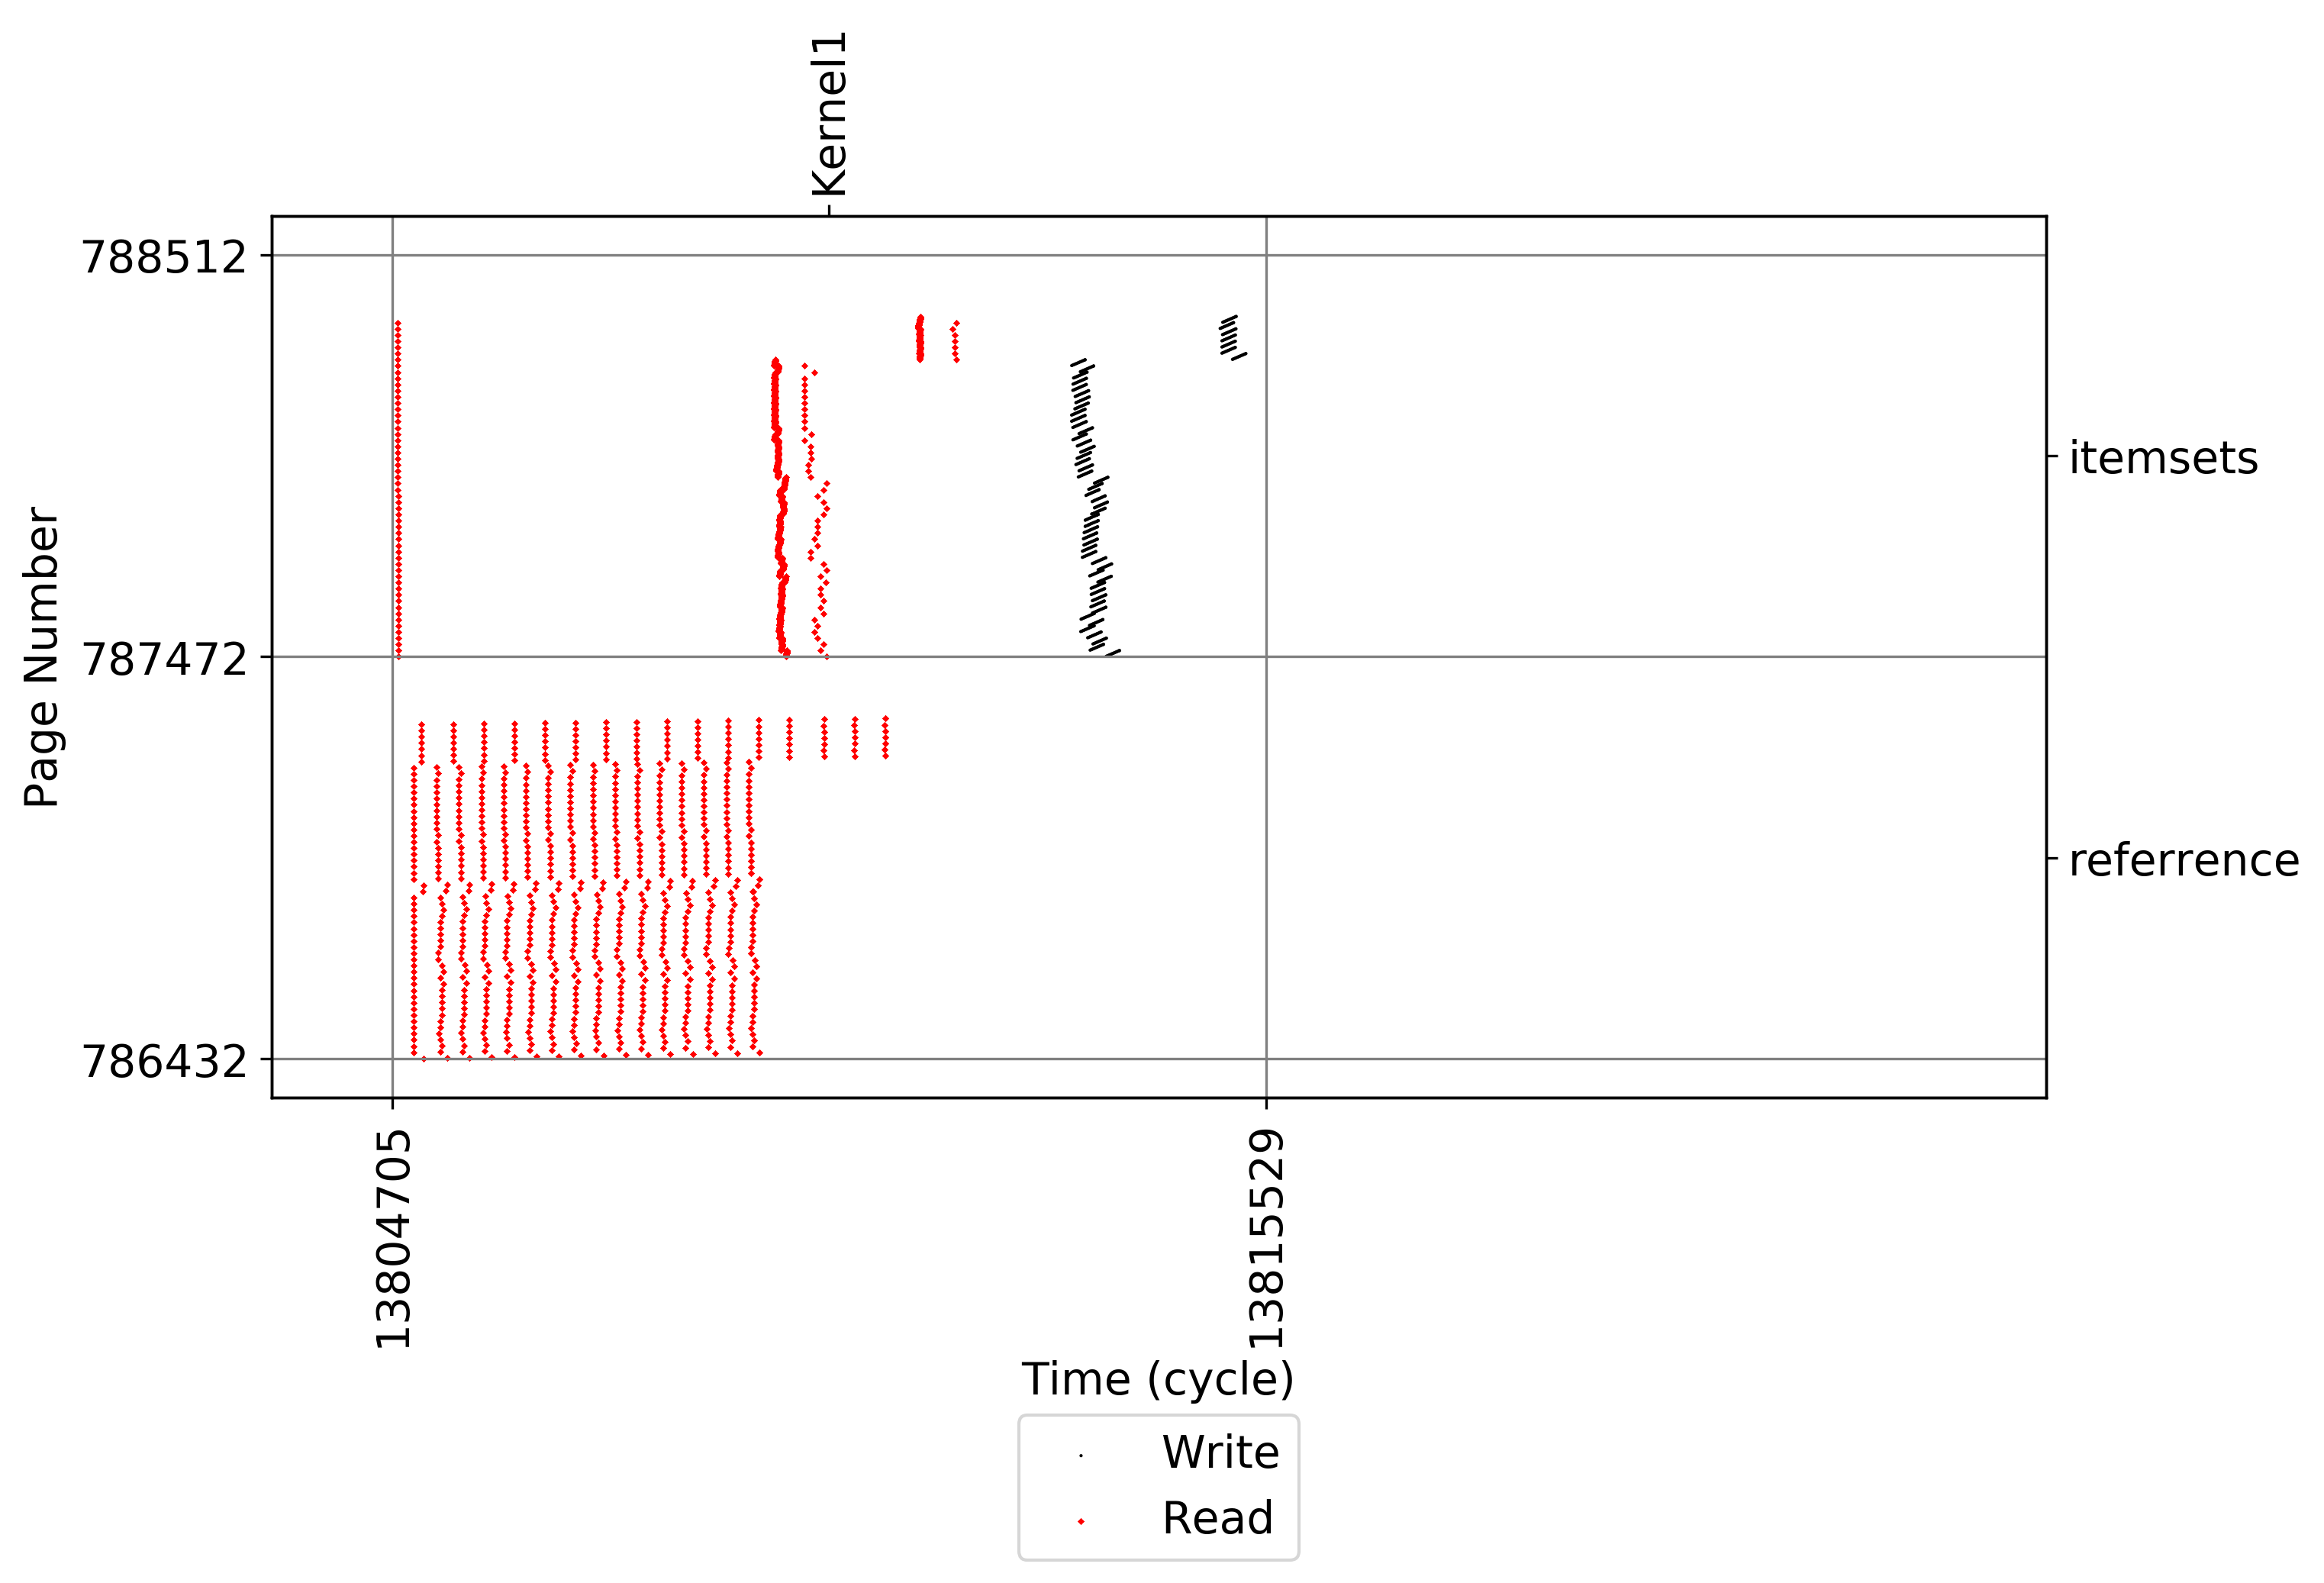 Kernel1
788512
787472
786432
Page Number
itemsets
referrence
13804705
13815529
Time (cycle)
Write
Read